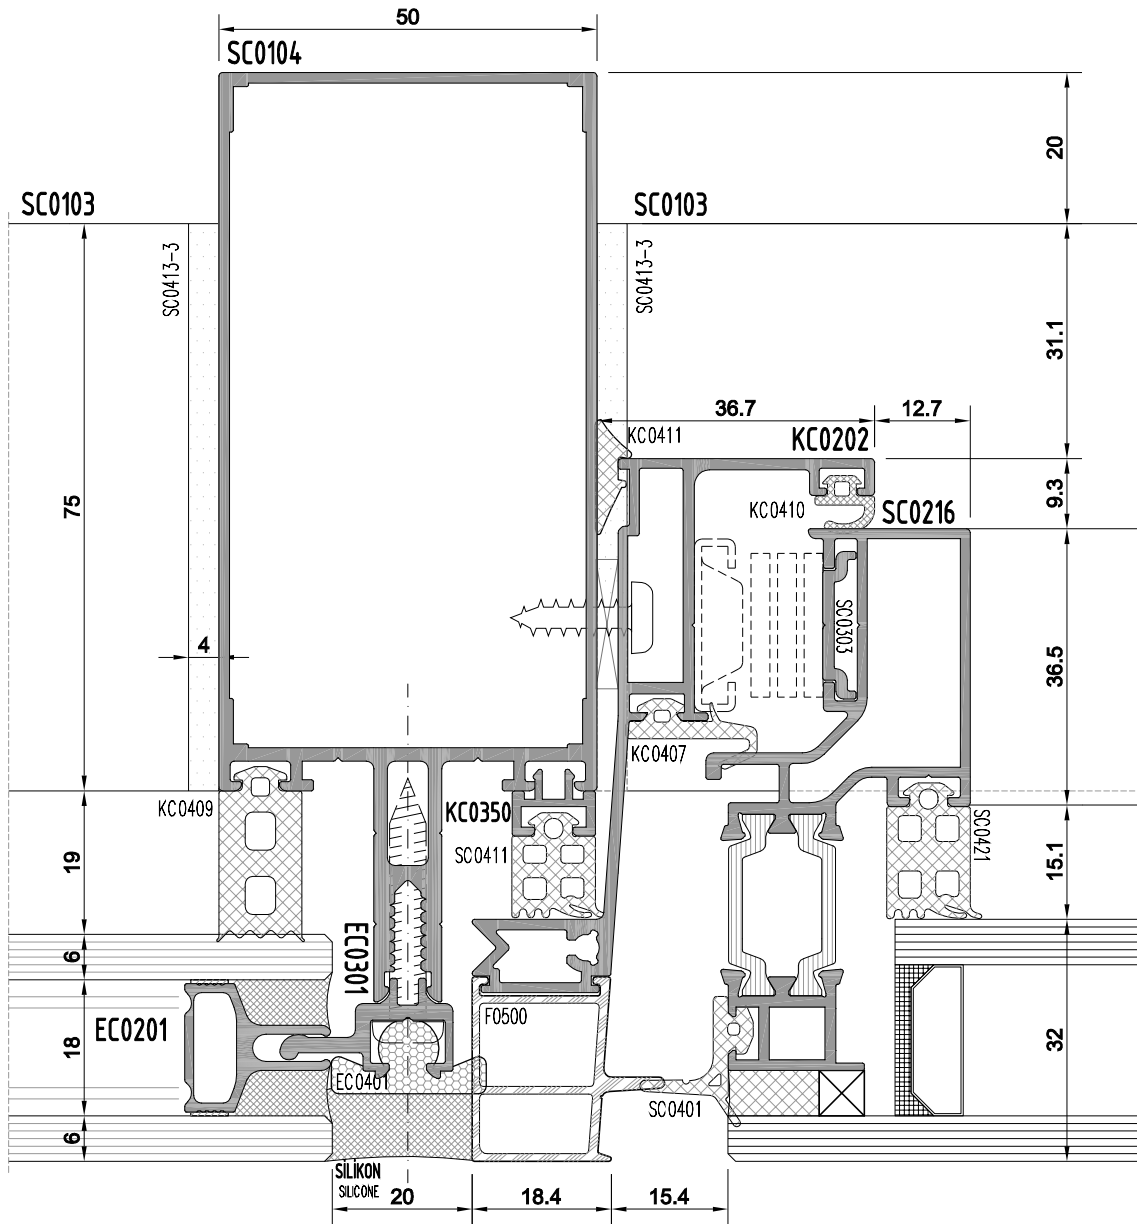 50
SC0104
20
SC0103
SC0103
SC0413-3
SC0413-3
31.1
36.7
12.7
KC0411
KC0202
9.3
75
KC0410
SC0216
SC0303
4
36.5
KC0407
KC0409
KC0350
SC0411
SC0421
19
15.1
EC0301
6
F0500
EC0201
18
32
EC0401
SC0401
6
SİLİKON
SILICONE
20
18.4
15.4